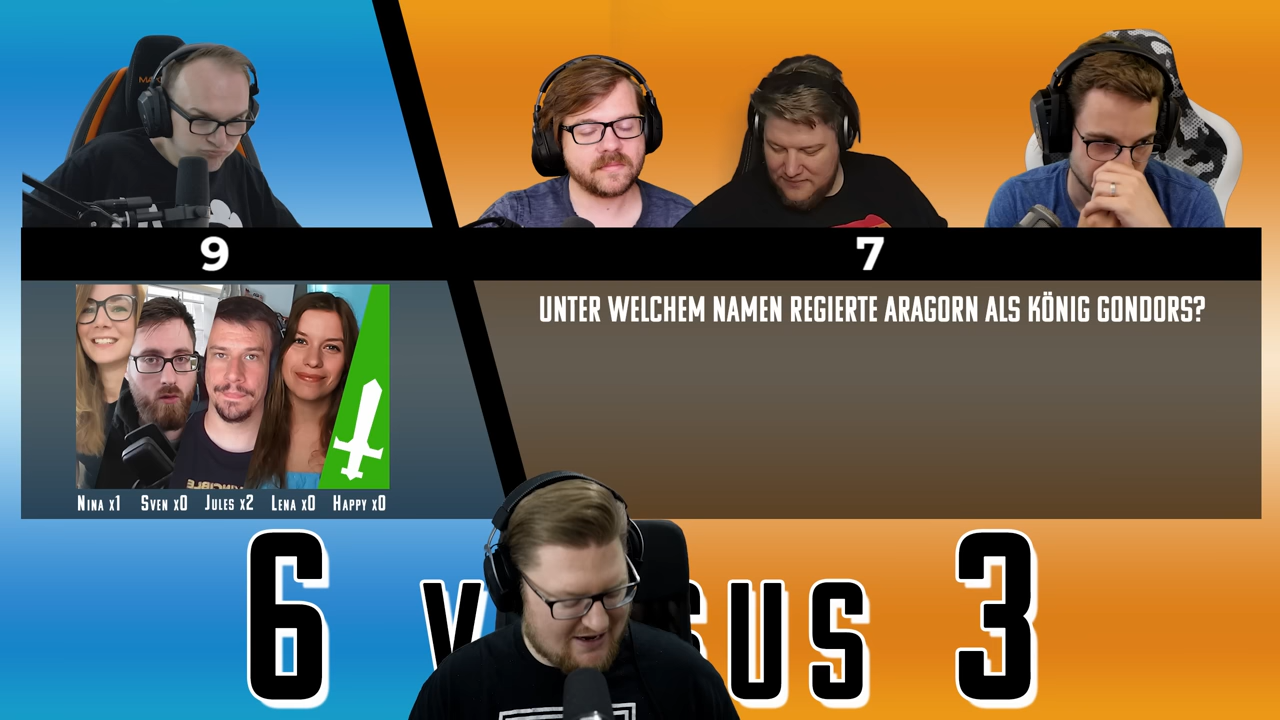 9
7
UNTER WELCHEM NAMEN REGIERTE ARAGORN ALS KÖNIG GONDORS?
NINA X1 SVEN X0 JULES X2 LENA X0 HAPPY X0
6
3